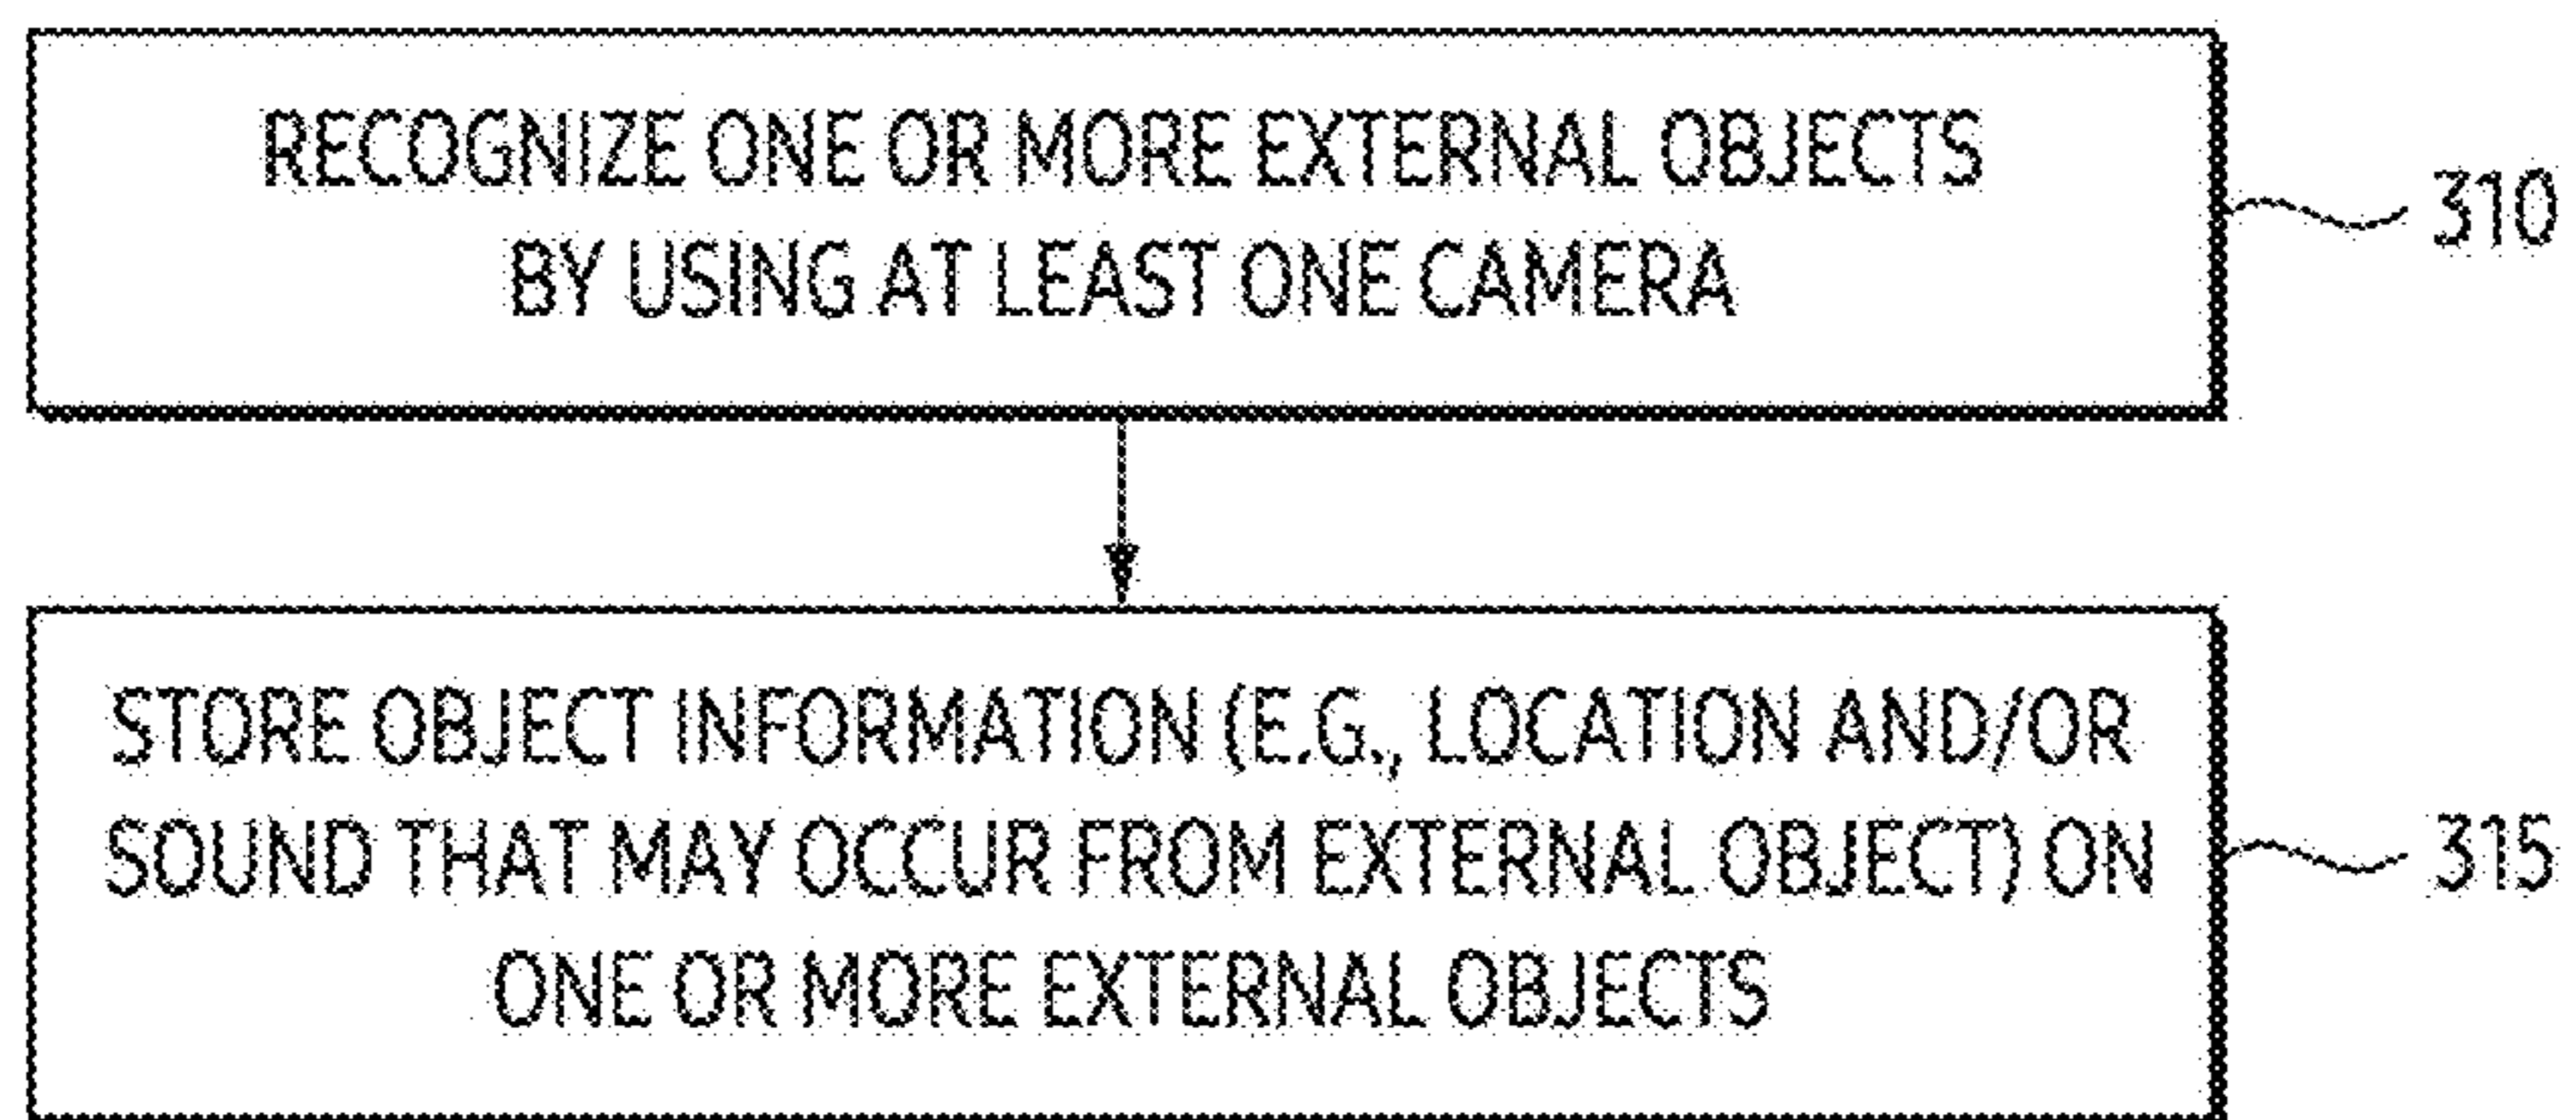 RECOGNIZE ONE OR MORE EXTERNAL OBJECTS
BY USING AT LEAST ONE CAMERA
310
STORE OBJECT INFORMATION (E.G., LOCATION AND/OR
SOUND THAT MAY OCCUR FROM EXTERNAL OBJECT) ON
ONE OR MORE EXTERNAL OBJECTS
315